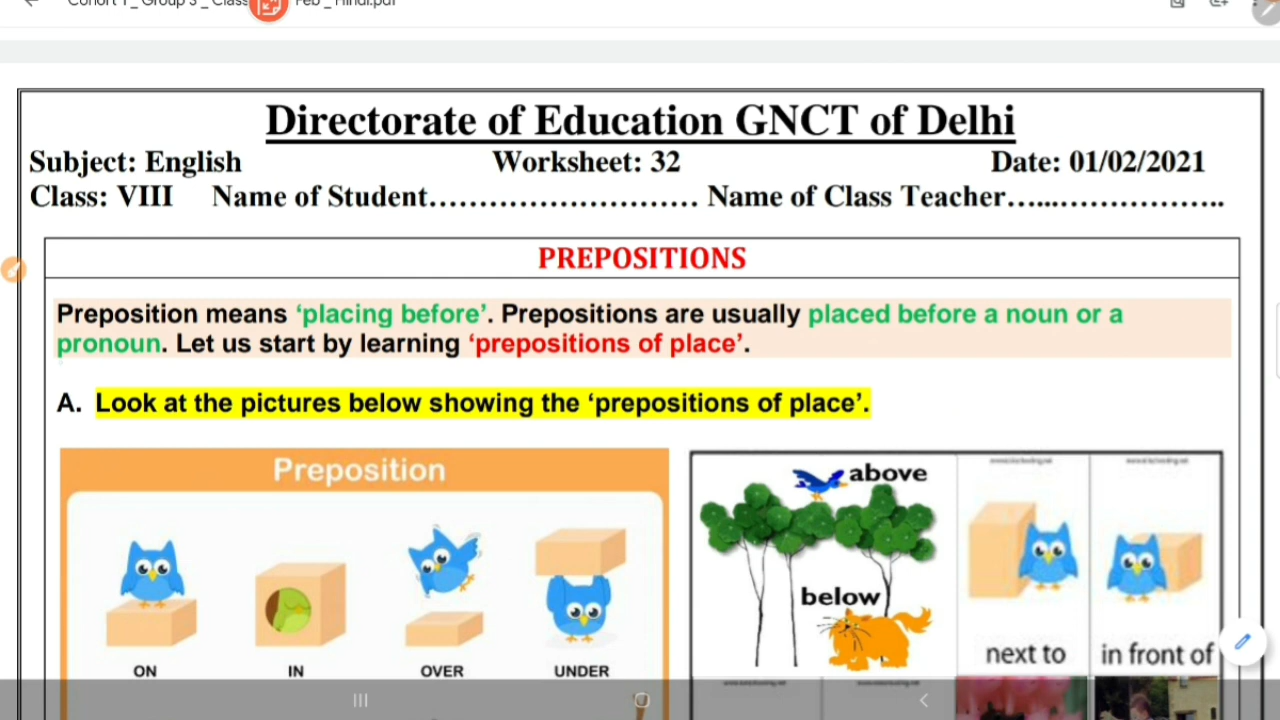 Directorate of Education GNCT of Delhi
Subject: English Worksheet: 32 Date: 01/02/2021
Class: VIII Name of Student……………………… Name of Class Teacher…...……………..
PREPOSITIONS
Preposition means ‘placing before’. Prepositions are usually placed before a noun or a
pronoun. Let us start by learning ‘prepositions of place’.
A. Look at the pictures below showing the ‘prepositions of place’.
Preposition
ON IN OVER UNDER
above
below
next to in front of